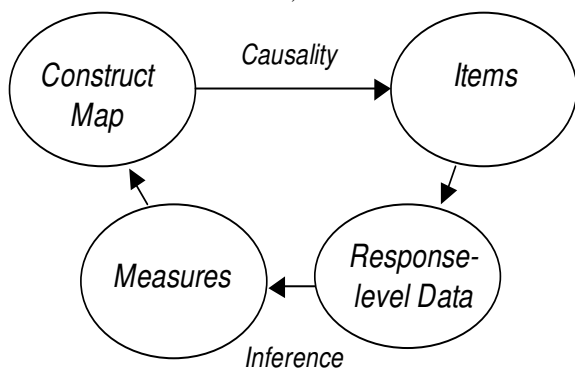 Causality
Construct
Map
Items
Measures
Response-
level Data
Inference